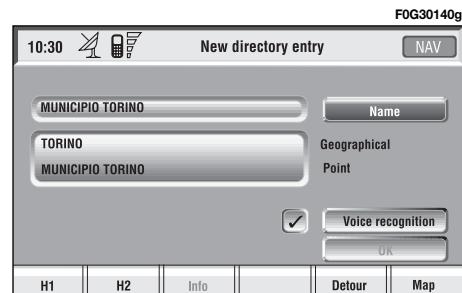 F0G30140g
10:30 New directory entry NAV
MUNICIPIO TORINO Name
TORINO Geographical
MUNICIPIO TORINO Point
Voice recognition
OK
H1 H2 Info Detour Map